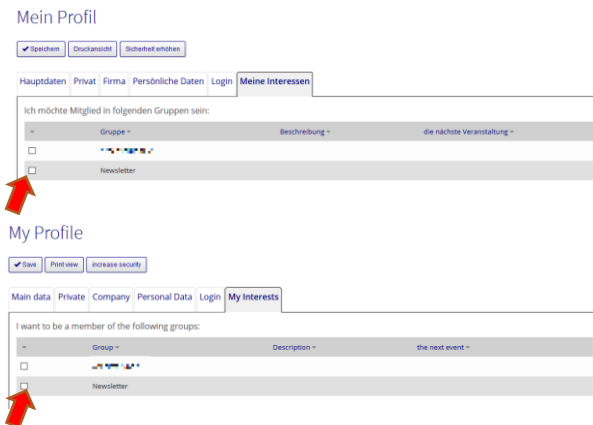 Mein Profil
✔ Speichern Druckansicht Sicherheit erhöhen
Hauptdaten Privat Firma Persönliche Daten Login Meine Interessen
Ich möchte Mitglied in folgenden Gruppen sein:
Gruppe Beschreibung die nächste Veranstaltung
Newsletter
My Profile
✔ Save Print view increase security
Main data Private Company Personal Data Login My Interests
I want to be a member of the following groups:
Group Description the next event
Newsletter